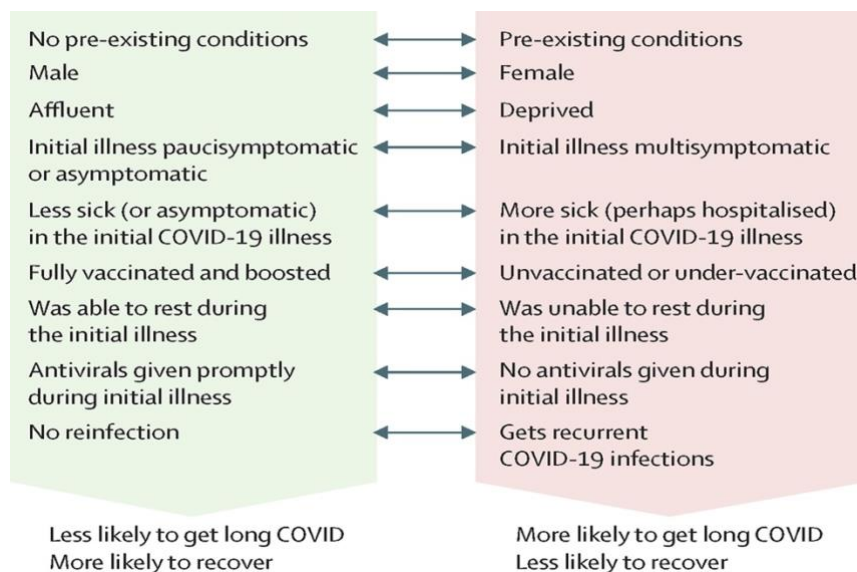 No pre-existing conditions
Pre-existing conditions
Male
Female
Affluent
Deprived
Initial illness paucisymptomatic
or asymptomatic
Initial illness multisymptomatic
Less sick (or asymptomatic)
in the initial COVID-19 illness
More sick (perhaps hospitalised)
in the initial COVID-19 illness
Fully vaccinated and boosted
Unvaccinated or under-vaccinated
Was able to rest during
the initial illness
Was unable to rest during
the initial illness
Antivirals given promptly
during initial illness
No antivirals given during
initial illness
No reinfection
Gets recurrent
COVID-19 infections
Less likely to get long COVID
More likely to recover
More likely to get long COVID
Less likely to recover